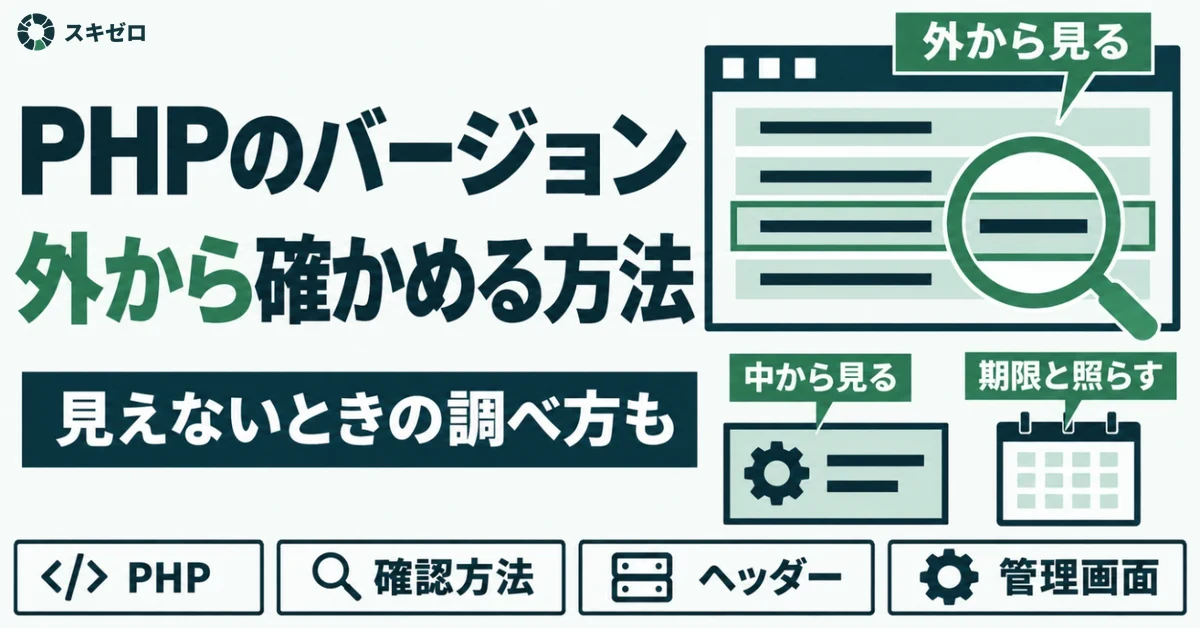 スキゼロ
PHPのバージョン
外から確かめる方法
見えないときの調べ方も
外から見る
中から見る
期限と照らす
</> PHP
確認方法
ヘッダー
管理画面